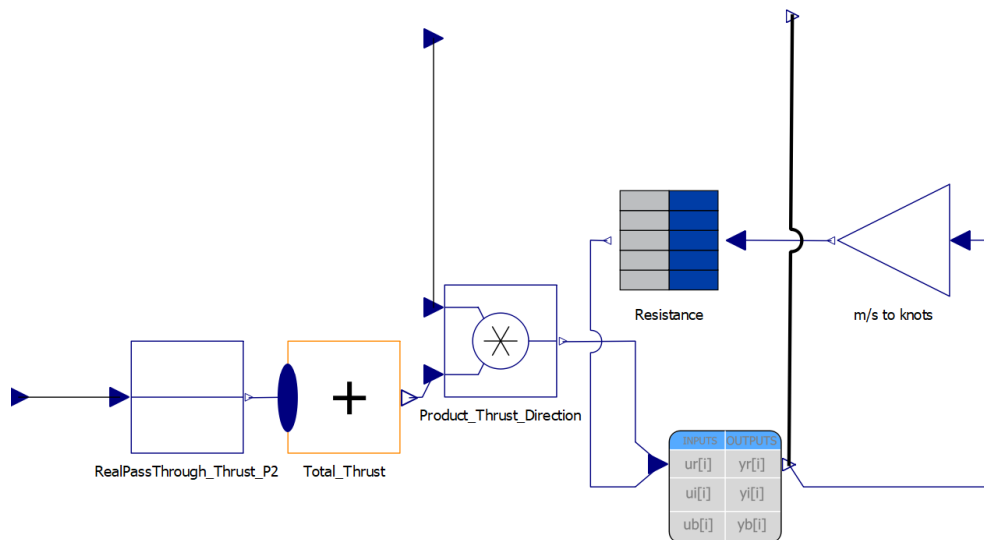 Resistance
m/s to knots
Product_Thrust_Direction
RealPassThrough_Thrust_P2
Total_Thrust
INPUTS OUTPUTS
ur[i] yr[i]
ui[i] yi[i]
ub[i] yb[i]